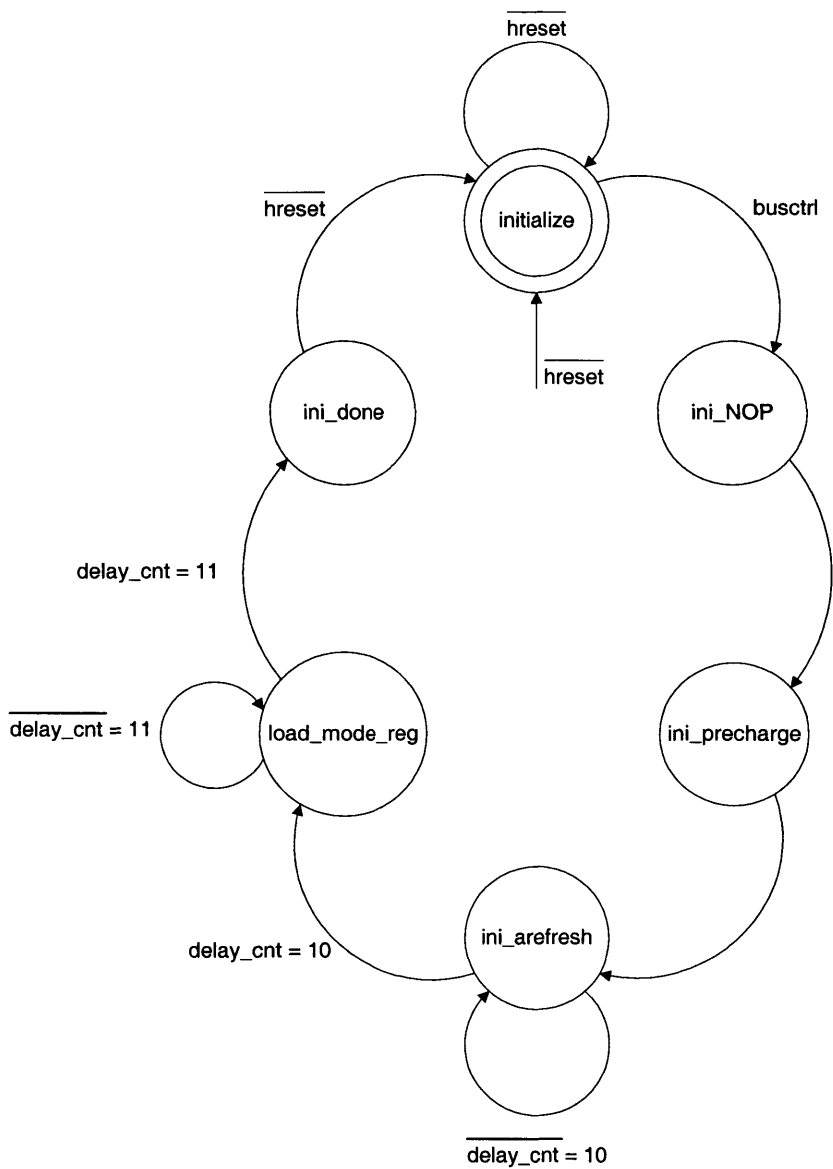 hreset
hreset
initialize
busctrl
hreset
ini_done
ini_NOP
delay_cnt = 11
delay_cnt = 11
load_mode_reg
ini_precharge
delay_cnt = 10
ini_arefresh
delay_cnt = 10